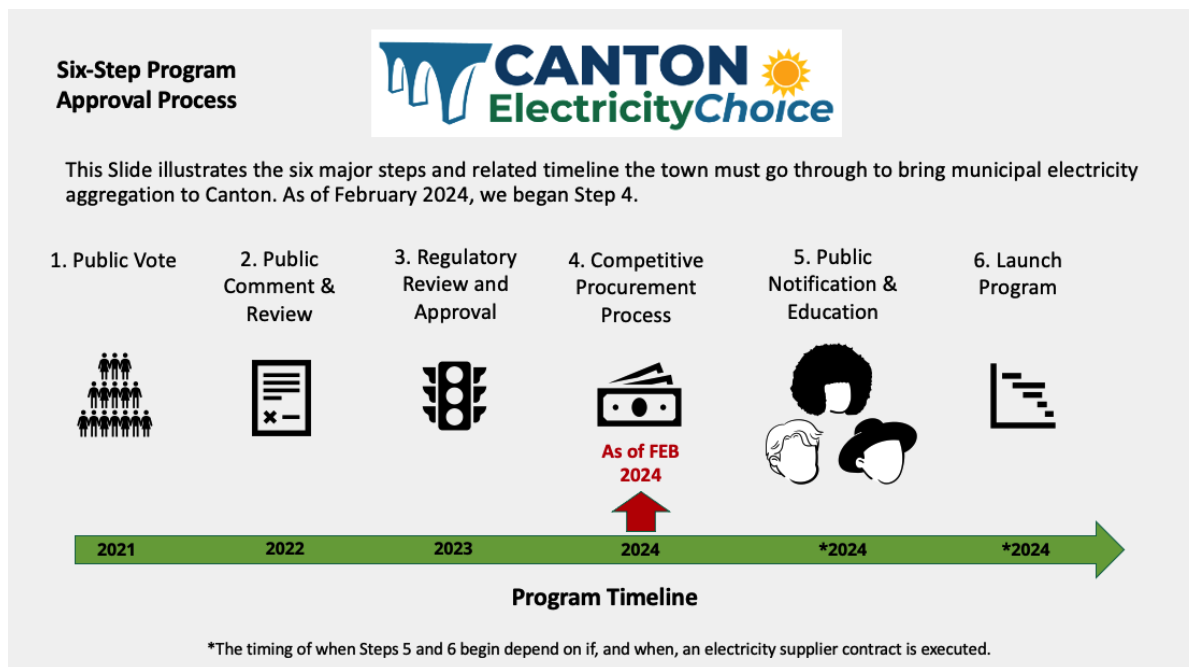 Six-Step Program
Approval Process
CANTON
ElectricityChoice
This Slide illustrates the six major steps and related timeline the town must go through to bring municipal electricity
aggregation to Canton. As of February 2024, we began Step 4.
1. Public Vote
2. Public
Comment &
Review
3. Regulatory
Review and
Approval
4. Competitive
Procurement
Process
5. Public
Notification &
Education
6. Launch
Program
As of FEB
2024
2021
2022
2023
2024
*2024
*2024
Program Timeline
*The timing of when Steps 5 and 6 begin depend on if, and when, an electricity supplier contract is executed.